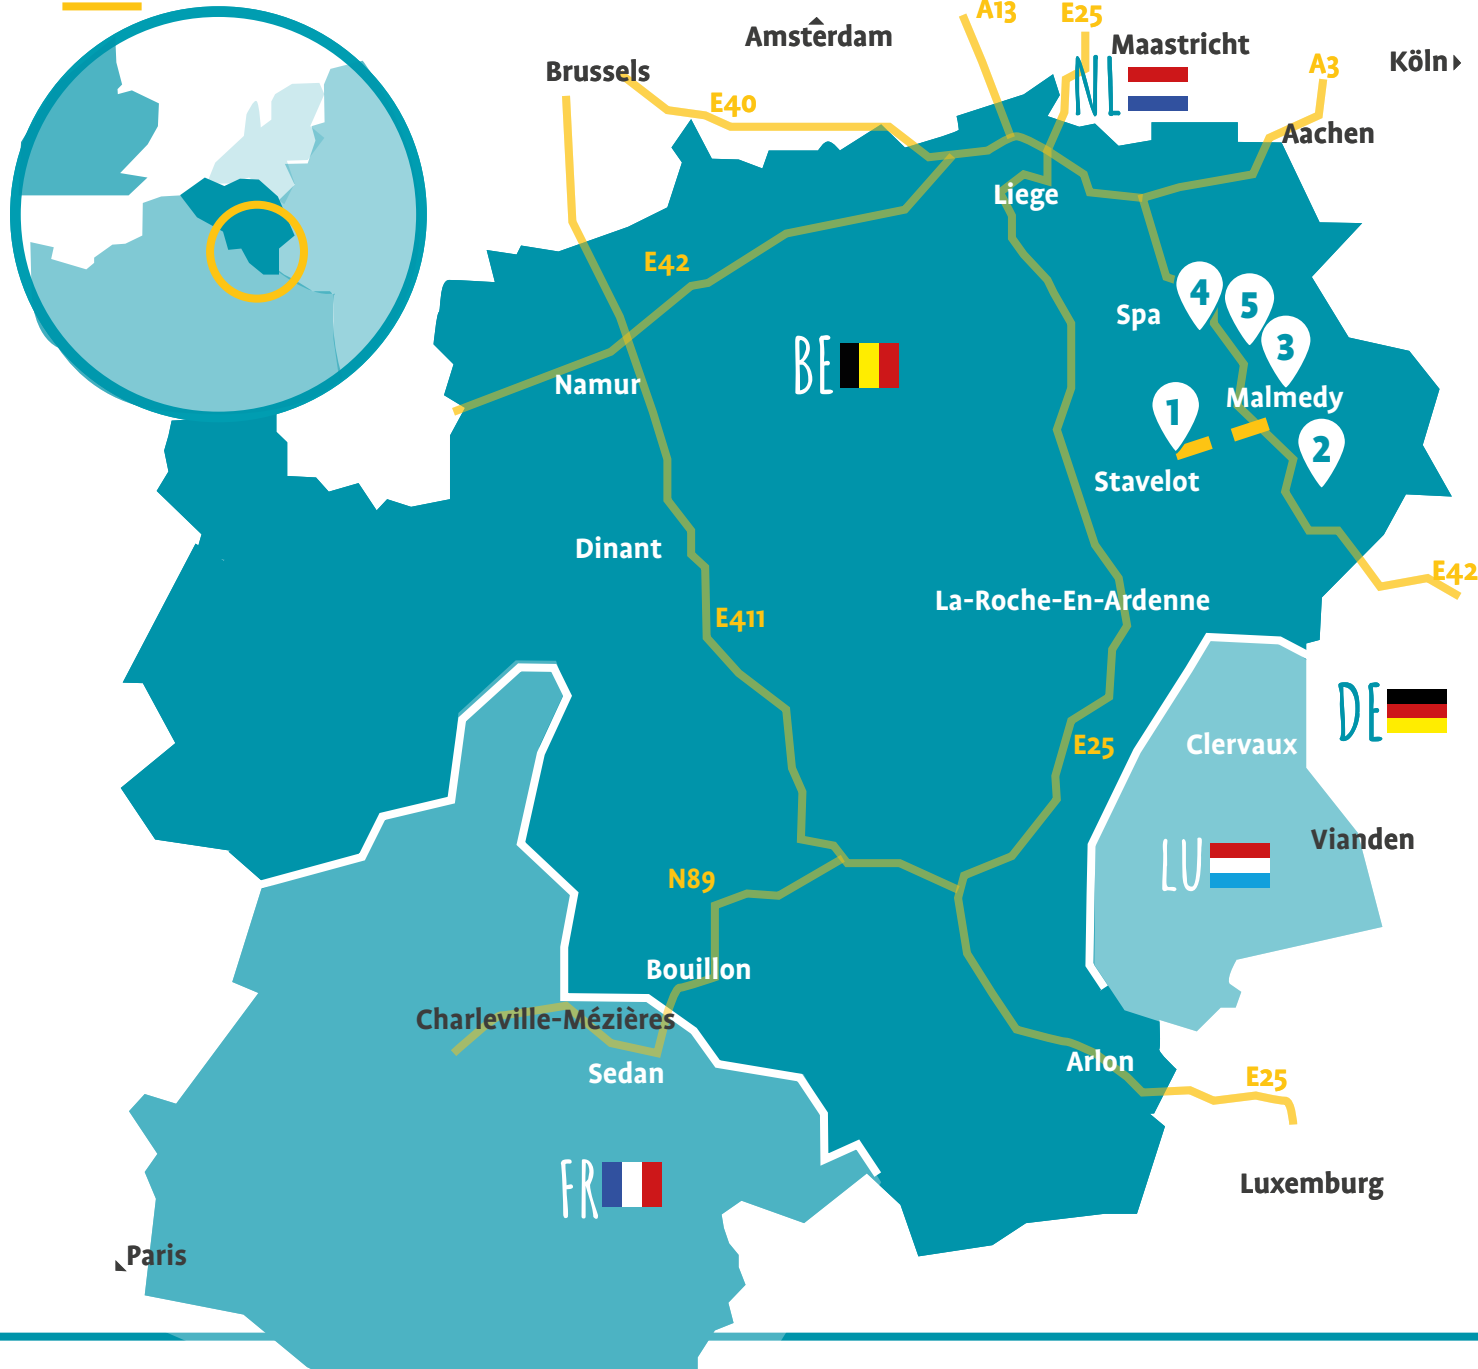 A13
E25
Amsterdam
Maastricht
Köln
Brussels
A3
NL
E40
Aachen
Liege
E42
4
5
Spa
3
BE
Namur
Malmedy
1
2
Stavelot
Dinant
E42
La-Roche-En-Ardenne
E411
DE
Clervaux
E25
Vianden
LU
N89
Bouillon
Charleville-Mézières
Arlon
Sedan
E25
FR
Luxemburg
Paris